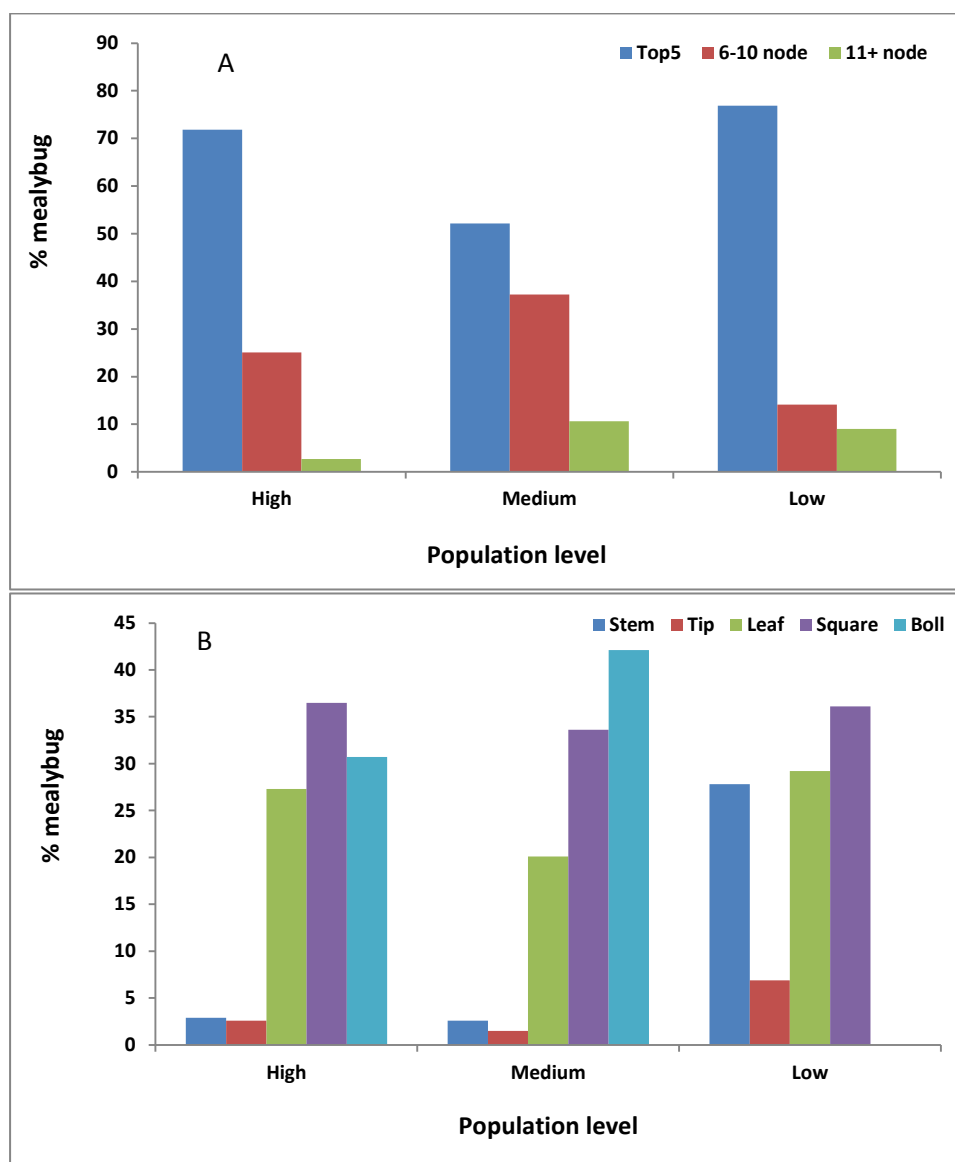 A
Top5 6-10 node 11+ node
90
80
70
60
50
40
30
20
10
0
% mealybug
High Medium Low
Population level
B
Stem Tip Leaf Square Boll
45
40
35
30
25
20
15
10
5
0
% mealybug
High Medium Low
Population level